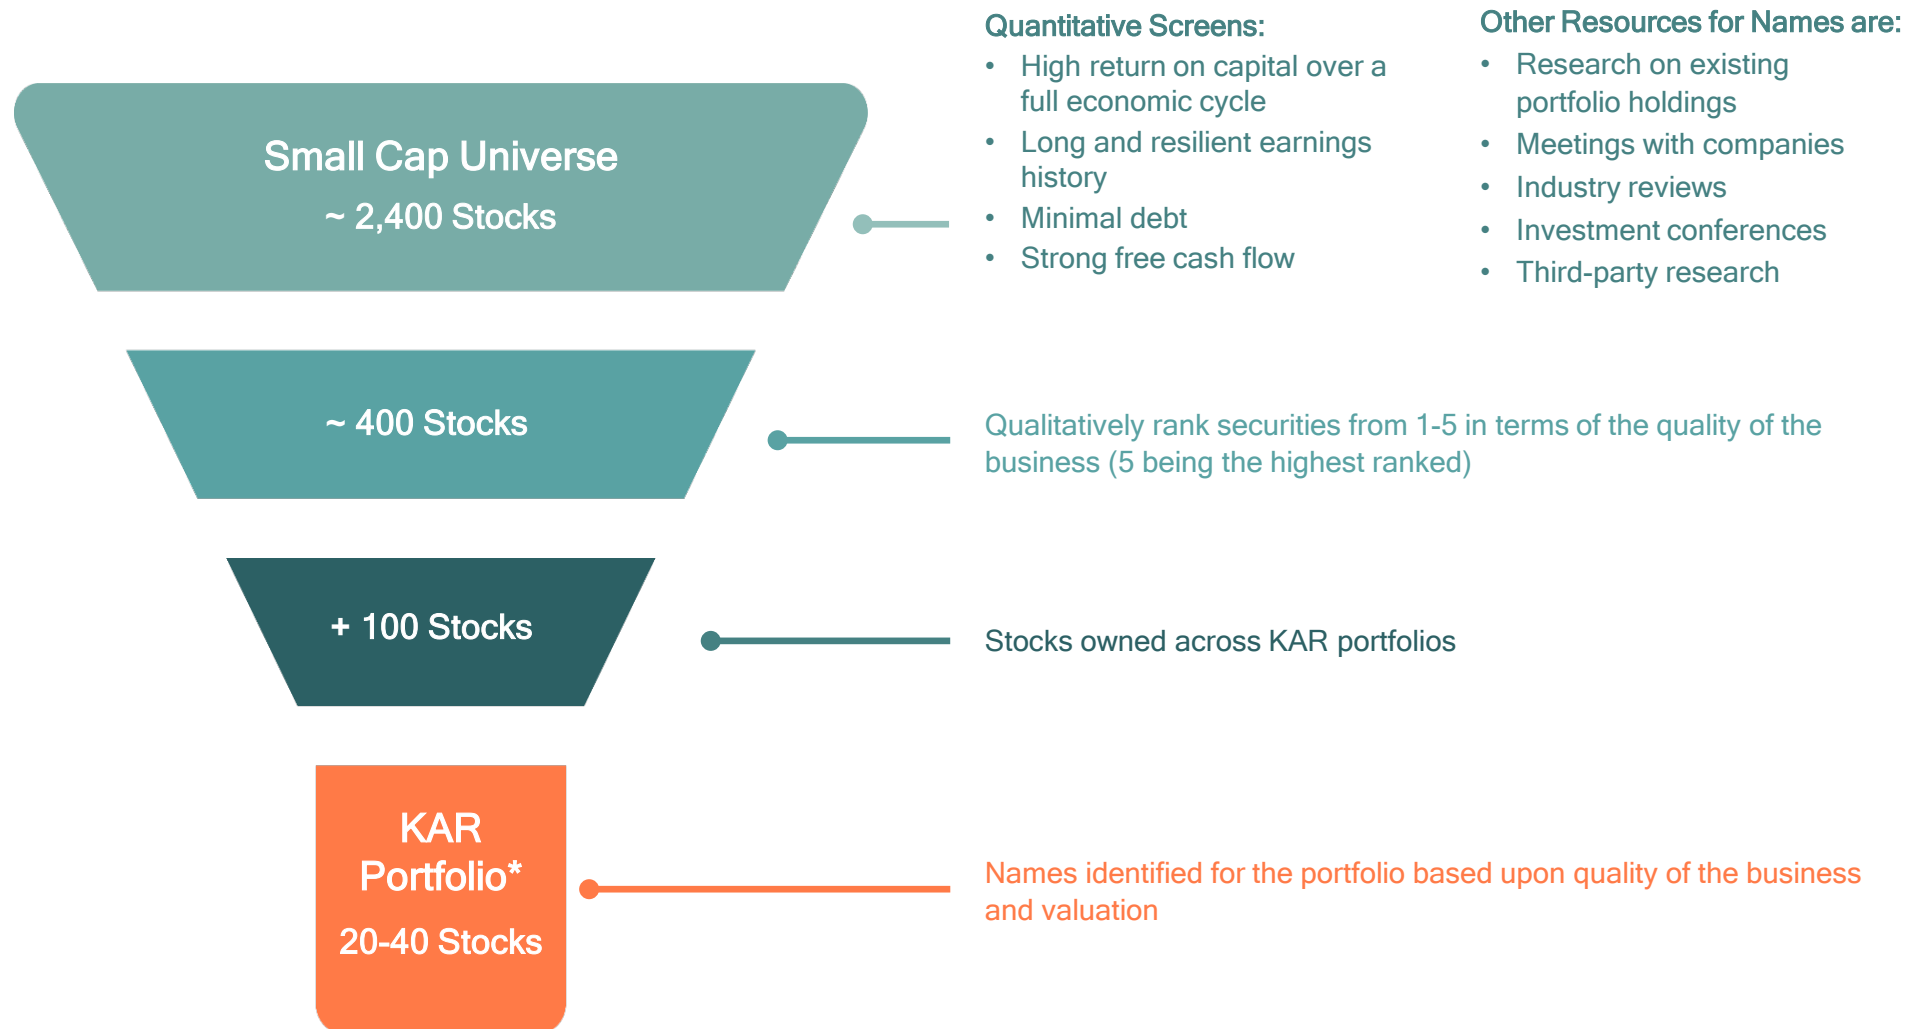 Small Cap Universe
~ 2,400 Stocks
Quantitative Screens:
• High return on capital over a
full economic cycle
• Long and resilient earnings
history
• Minimal debt
• Strong free cash flow
Other Resources for Names are:
• Research on existing
portfolio holdings
• Meetings with companies
• Industry reviews
• Investment conferences
• Third-party research
~ 400 Stocks
Qualitatively rank securities from 1-5 in terms of the quality of the
business (5 being the highest ranked)
+ 100 Stocks
Stocks owned across KAR portfolios
KAR
Portfolio*
20-40 Stocks
Names identified for the portfolio based upon quality of the business
and valuation